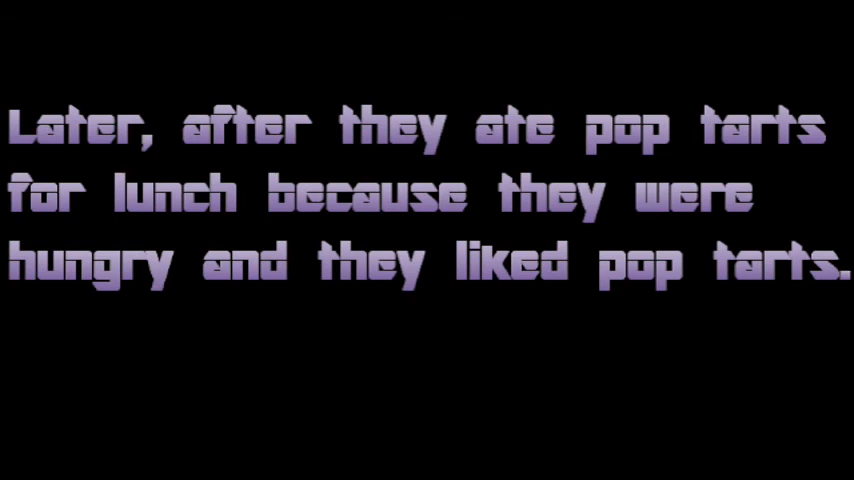 Later, after they ate pop tarts
for lunch because they were
hungry and they liked pop tarts.